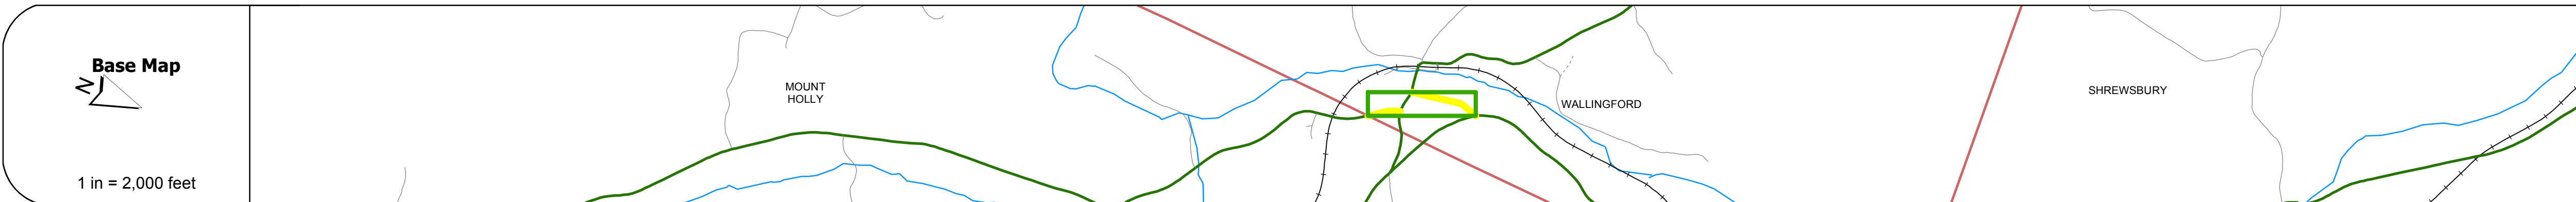 Base Map
N
1 in = 2,000 feet
MOUNT
HOLLY
WALLINGFORD
SHREWSBURY